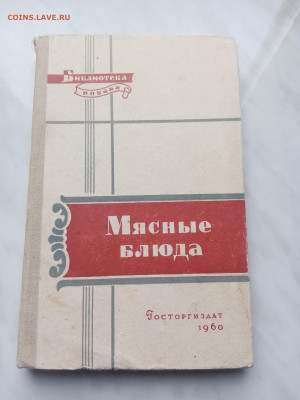 COINS.LAVE.RU
Библиотека
повара
Мясные
блюда
Госторгиздат
1960